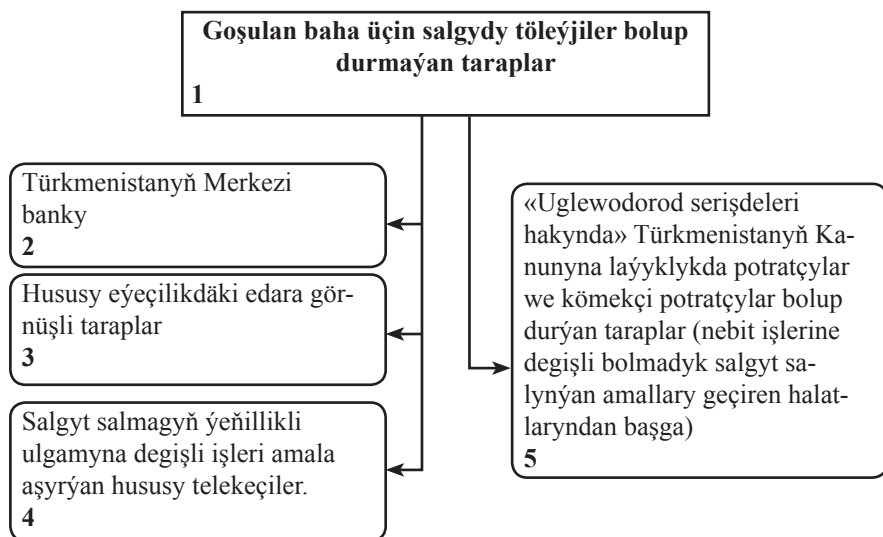 Goşulan baha üçin salgydy töleýjiler bolup
durmaýan taraplar
1
Türkmenistanyň Merkezi
banky
2
Hususy eýeçilikdäki edara gör-
nüşli taraplar
3
Salgyt salmagyň ýeňillikli
ulgamyna degişli işleri amala
aşyrýan hususy telekeçiler.
4
«Uglewodorod serişdeleri
hakynda» Türkmenistanyň Ka-
nunyna laýyklykda potratçylar
we kömekçi potratçylar bolup
durýan taraplar (nebit işlerine
degişli bolmadyk salgyt sa-
lynýan amallary geçiren halat-
laryndan başga)
5